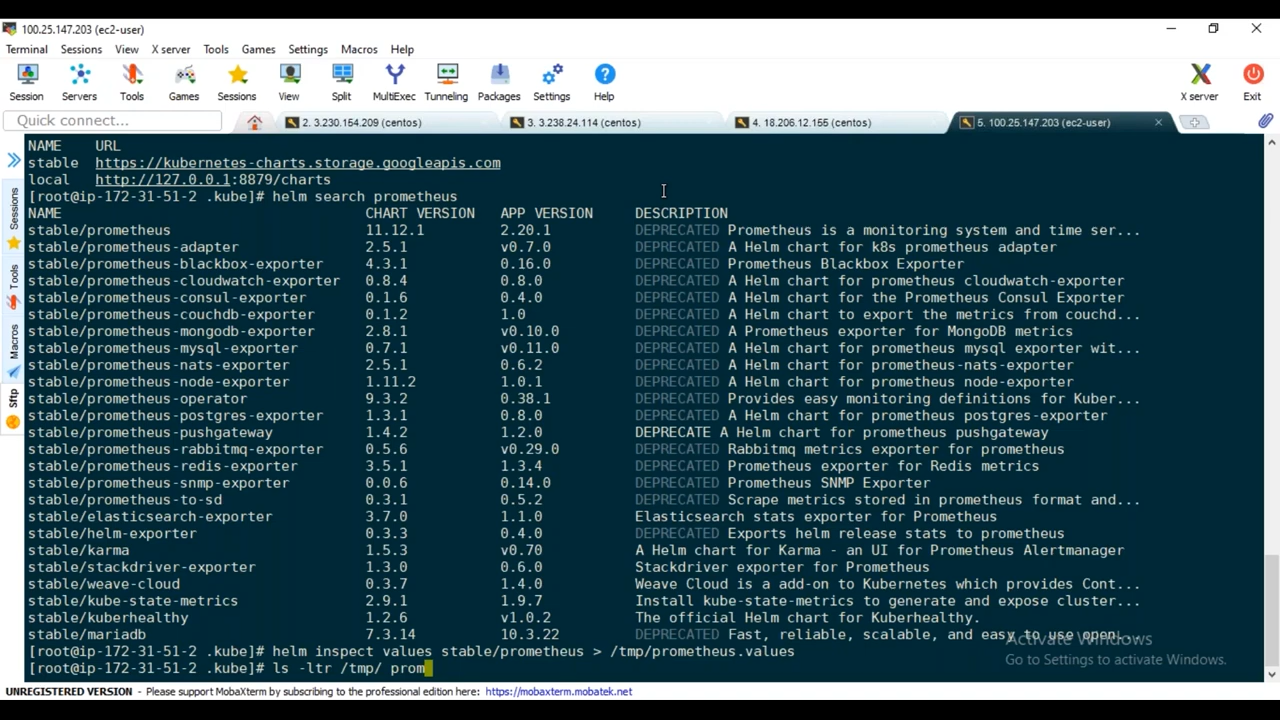 100.25.147.203 (ec2-user)
Terminal Sessions View X server Tools Games Settings Macros Help
Session Servers Tools Games Sessions View Split MultiExec Tunneling Packages Settings Help X server Exit
Quick connect... 2. 3.230.154.209 (centos) 3. 3.238.24.114 (centos) 4. 18.206.12.155 (centos) 5. 100.25.147.203 (ec2-user)
Sessions
Tools
Macros
Sftp
NAME URL
stable https://kubernetes-charts.storage.googleapis.com
local http://127.0.0.1:8879/charts
[root@ip-172-31-51-2 .kube]# helm search prometheus
NAME CHART VERSION APP VERSION DESCRIPTION
stable/prometheus 11.12.1 2.20.1 DEPRECATED Prometheus is a monitoring system and time ser...
stable/prometheus-adapter 2.5.1 v0.7.0 DEPRECATED A Helm chart for k8s prometheus adapter
stable/prometheus-blackbox-exporter 4.3.1 0.16.0 DEPRECATED Prometheus Blackbox Exporter
stable/prometheus-cloudwatch-exporter 0.8.4 0.8.0 DEPRECATED A Helm chart for prometheus cloudwatch-exporter
stable/prometheus-consul-exporter 0.1.6 0.4.0 DEPRECATED A Helm chart for the Prometheus Consul Exporter
stable/prometheus-couchdb-exporter 0.1.2 1.0 DEPRECATED A Helm chart to export the metrics from couchd...
stable/prometheus-mongodb-exporter 2.8.1 v0.10.0 DEPRECATED A Prometheus exporter for MongoDB metrics
stable/prometheus-mysql-exporter 0.7.1 v0.11.0 DEPRECATED A Helm chart for prometheus mysql exporter wit...
stable/prometheus-nats-exporter 2.5.1 0.6.2 DEPRECATED A Helm chart for prometheus-nats-exporter
stable/prometheus-node-exporter 1.11.2 1.0.1 DEPRECATED A Helm chart for prometheus node-exporter
stable/prometheus-operator 9.3.2 0.38.1 DEPRECATED Provides easy monitoring definitions for Kuber...
stable/prometheus-postgres-exporter 1.3.1 0.8.0 DEPRECATED A Helm chart for prometheus postgres-exporter
stable/prometheus-pushgateway 1.4.2 1.2.0 DEPRECATE A Helm chart for prometheus pushgateway
stable/prometheus-rabbitmq-exporter 0.5.6 v0.29.0 DEPRECATED Rabbitmq metrics exporter for prometheus
stable/prometheus-redis-exporter 3.5.1 1.3.4 DEPRECATED Prometheus exporter for Redis metrics
stable/prometheus-snmp-exporter 0.0.6 0.14.0 DEPRECATED Prometheus SNMP Exporter
stable/prometheus-to-sd 0.3.1 0.5.2 DEPRECATED Scrape metrics stored in prometheus format and...
stable/elasticsearch-exporter 3.7.0 1.1.0 Elasticsearch stats exporter for Prometheus
stable/helm-exporter 0.3.3 0.4.0 DEPRECATED Exports helm release stats to prometheus
stable/karma 1.5.3 v0.70 A Helm chart for Karma - an UI for Prometheus Alertmanager
stable/stackdriver-exporter 1.3.0 0.6.0 Stackdriver exporter for Prometheus
stable/weave-cloud 0.3.7 1.4.0 Weave Cloud is a add-on to Kubernetes which provides Cont...
stable/kube-state-metrics 2.9.1 1.9.7 Install kube-state-metrics to generate and expose cluster...
stable/kuberhealthy 1.2.6 v1.0.2 The official Helm chart for Kuberhealthy.
stable/mariadb 7.3.14 10.3.22 DEPRECATED Fast, reliable, scalable, and easy to use open-...
[root@ip-172-31-51-2 .kube]# helm inspect values stable/prometheus > /tmp/prometheus.values
[root@ip-172-31-51-2 .kube]# ls -ltr /tmp/ prom
Activate Windows
Go to Settings to activate Windows.
UNREGISTERED VERSION - Please support MobaXterm by subscribing to the professional edition here: https://mobaxterm.mobatek.net